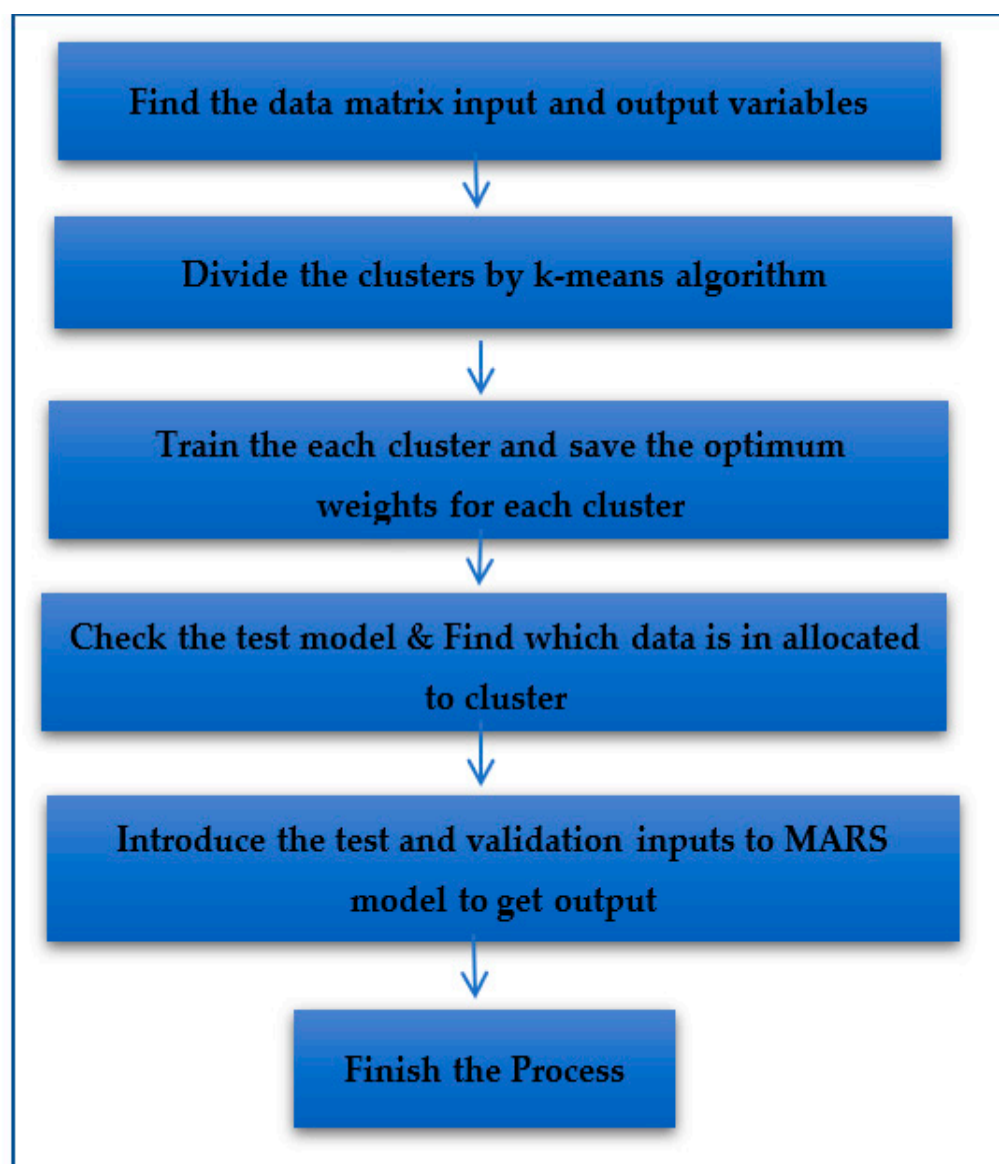 Find the data matrix input and output variables
Divide the clusters by k-means algorithm
Train the each cluster and save the optimum
weights for each cluster
Check the test model & Find which data is in allocated
to cluster
Introduce the test and validation inputs to MARS
model to get output
Finish the Process